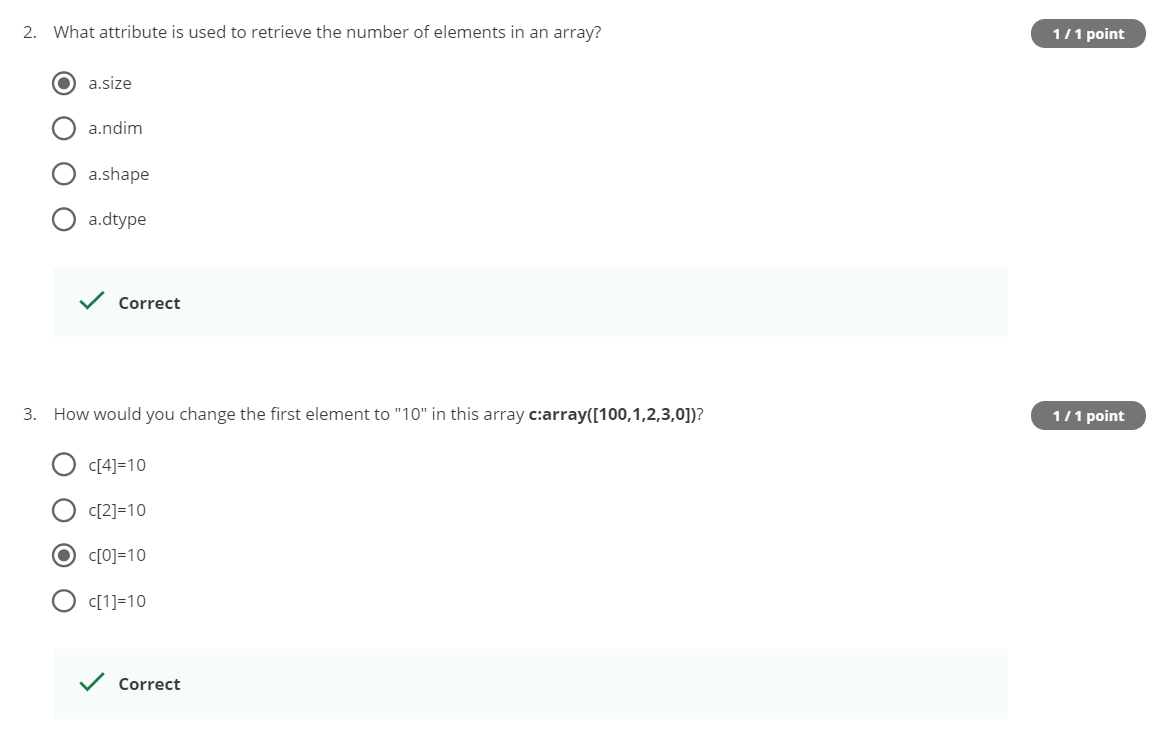 2. What attribute is used to retrieve the number of elements in an array?
1 / 1 point
a.size
a.ndim
a.shape
a.dtype
Correct
3. How would you change the first element to "10" in this array c:array([100,1,2,3,0])?
1 / 1 point
c[4]=10
c[2]=10
c[0]=10
c[1]=10
Correct